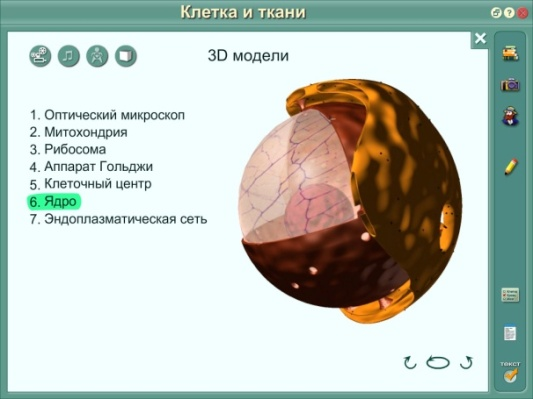 Клетка и ткани
3D модели
1. Оптический микроскоп
2. Митохондрия
3. Рибосома
4. Аппарат Гольджи
5. Клеточный центр
6. Ядро
7. Эндоплазматическая сеть
текст